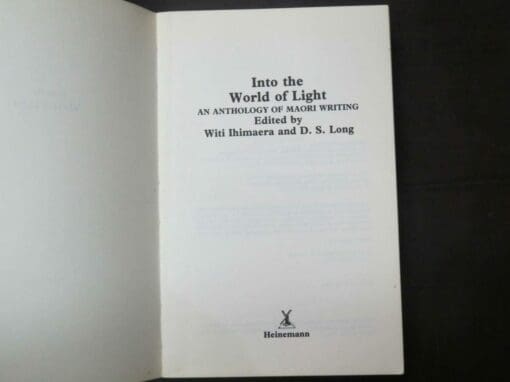 Into the
World of Light
AN ANTHOLOGY OF MAORI WRITING
Edited by
Witi Ihimaera and D. S. Long
Heinemann